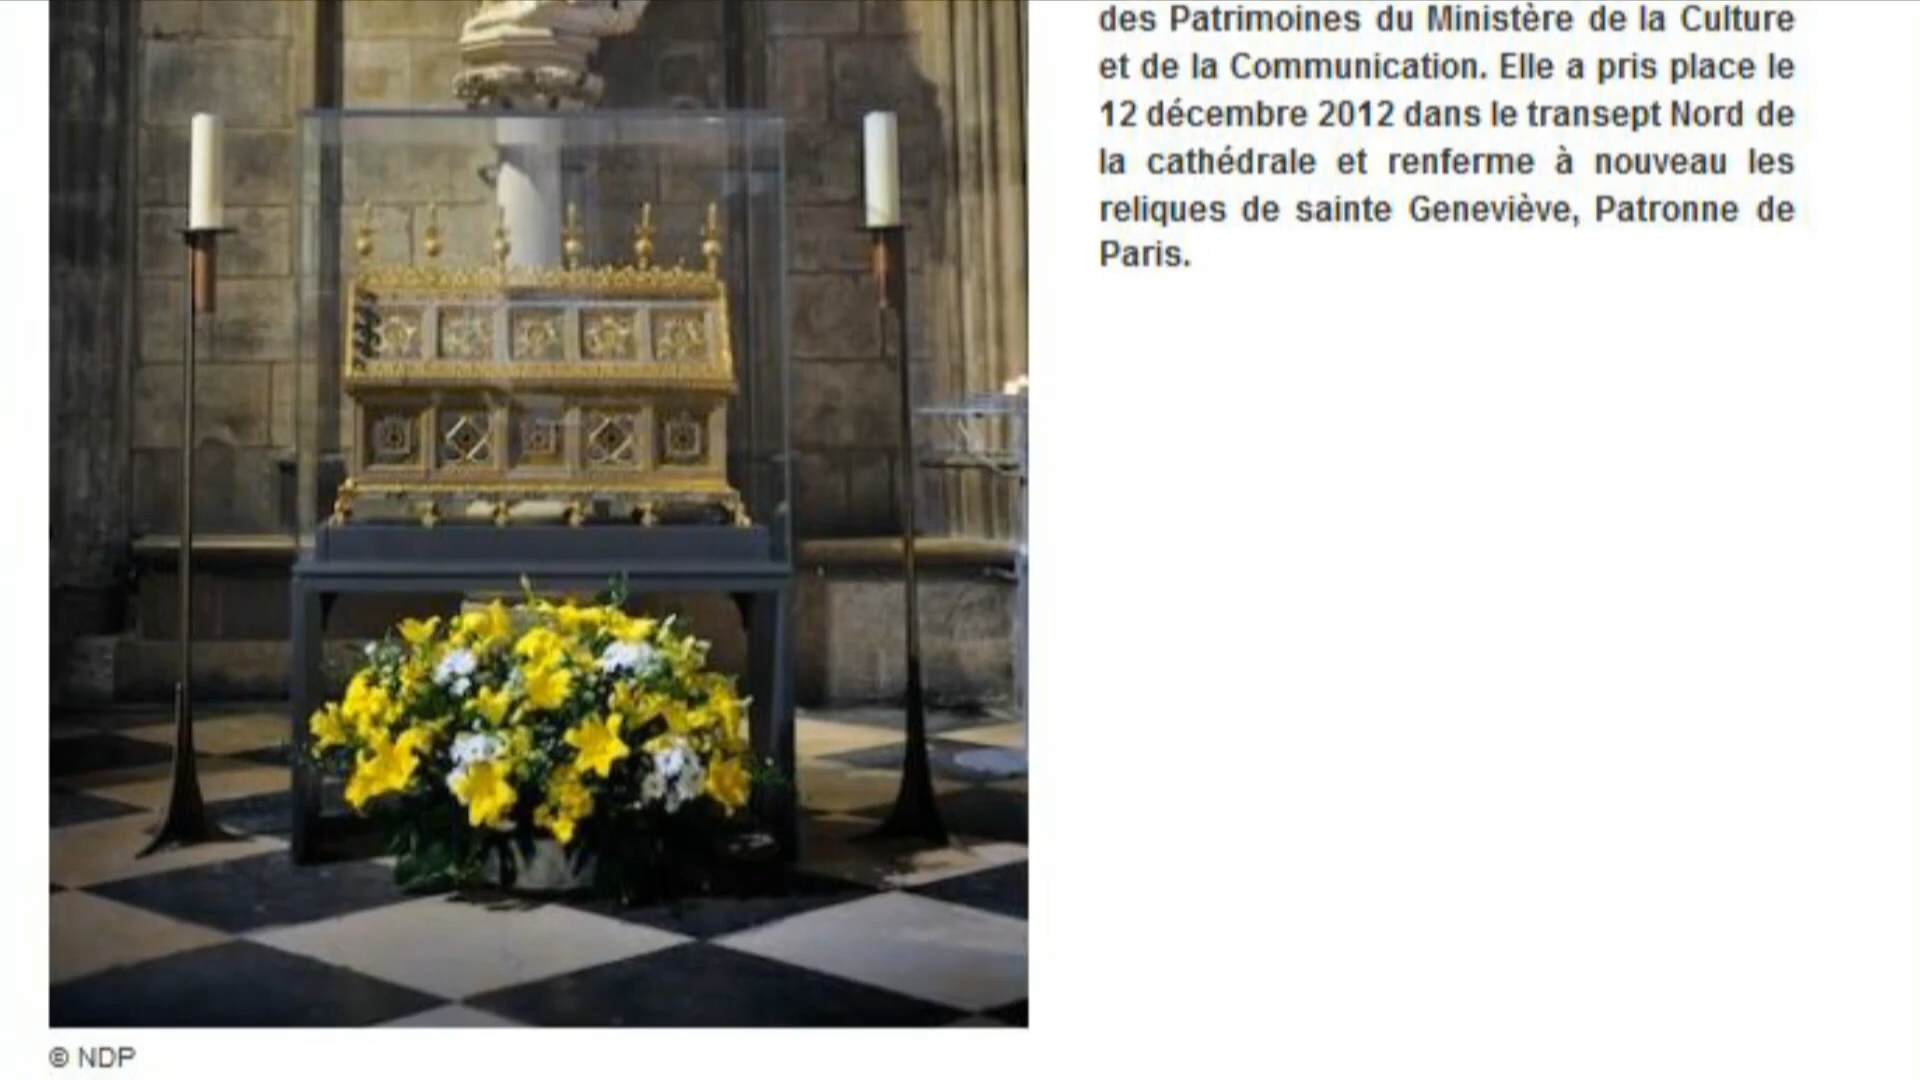 des Patrimoines du Ministère de la Culture
et de la Communication. Elle a pris place le
12 décembre 2012 dans le transept Nord de
la cathédrale et renferme à nouveau les
reliques de sainte Geneviève, Patronne de
Paris.
© NDP